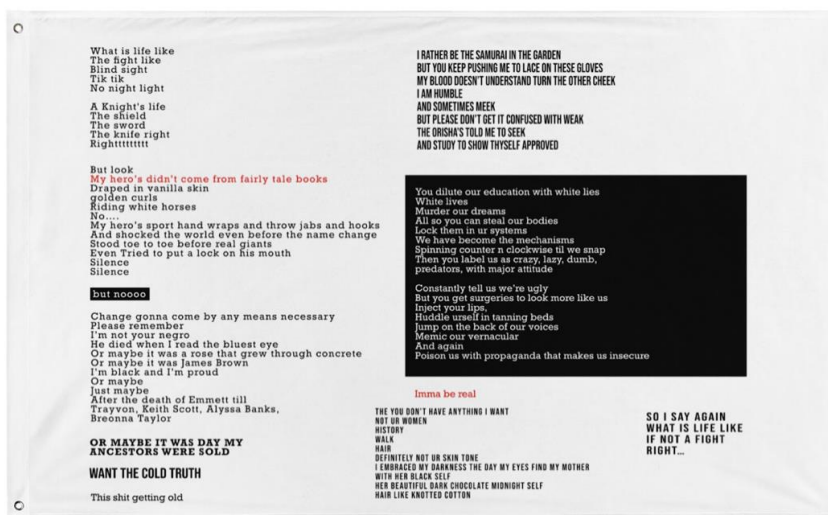 What is life like
The fight like
Blind sight
Tik tik
No night light
A Knight's life
The shield
The sword
The knife right
Righttttttttt
But look
My hero's didn't come from fairly tale books
Draped in vanilla skin
golden curls
Riding white horses
No....
My hero's sport hand wraps and throw jabs and hooks
And shocked the world even before the name change
Stood toe to toe before real giants
Even Tried to put a lock on his mouth
Silence
Silence
but noooo
Change gonna come by any means necessary
Please remember
I'm not your negro
He died when I read the bluest eye
Or maybe it was a rose that grew through concrete
Or maybe it was James Brown
I'm black and I'm proud
Or maybe
Just maybe
After the death of Emmett till
Trayvon, Keith Scott, Alyssa Banks,
Breonna Taylor
OR MAYBE IT WAS DAY MY
ANCESTORS WERE SOLD
WANT THE COLD TRUTH
This shit getting old
I RATHER BE THE SAMURAI IN THE GARDEN
BUT YOU KEEP PUSHING ME TO LACE ON THESE GLOVES
MY BLOOD DOESN'T UNDERSTAND TURN THE OTHER CHEEK
I AM HUMBLE
AND SOMETIMES MEEK
BUT PLEASE DON'T GET IT CONFUSED WITH WEAK
THE ORISHA'S TOLD ME TO SEEK
AND STUDY TO SHOW THYSELF APPROVED
You dilute our education with white lies
White lives
Murder our dreams
All so you can steal our bodies
Lock them in ur systems
We have become the mechanisms
Spinning counter n clockwise til we snap
Then you label us as crazy, lazy, dumb,
predators, with major attitude
Constantly tell us we're ugly
But you get surgeries to look more like us
Inject your lips,
Huddle urself in tanning beds
Jump on the back of our voices
Memic our vernacular
And again
Poison us with propaganda that makes us insecure
Imma be real
THE YOU DON'T HAVE ANYTHING I WANT
NOT UR WOMEN
HISTORY
WALK
HAIR
DEFINITELY NOT UR SKIN TONE
I EMBRACED MY DARKNESS THE DAY MY EYES FIND MY MOTHER
WITH HER BLACK SELF
HER BEAUTIFUL DARK CHOCOLATE MIDNIGHT SELF
HAIR LIKE KNOTTED COTTON
SO I SAY AGAIN
WHAT IS LIFE LIKE
IF NOT A FIGHT
RIGHT...